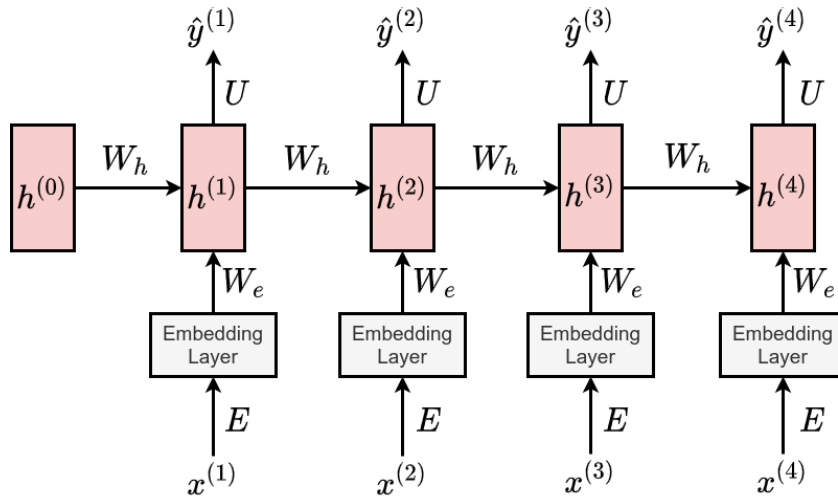 ŷ⁽¹⁾ ŷ⁽²⁾ ŷ⁽³⁾ ŷ⁽⁴⁾
U U U U
W_h W_h W_h W_h
h⁽⁰⁾ h⁽¹⁾ h⁽²⁾ h⁽³⁾ h⁽⁴⁾
W_e W_e W_e W_e
Embedding Embedding Embedding Embedding
Layer Layer Layer Layer
E E E E
x⁽¹⁾ x⁽²⁾ x⁽³⁾ x⁽⁴⁾